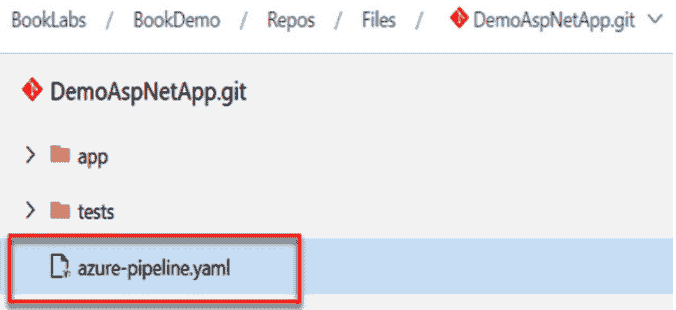 BookLabs / BookDemo / Repos / Files / DemoAspNetApp.git
DemoAspNetApp.git
app
tests
azure-pipeline.yaml